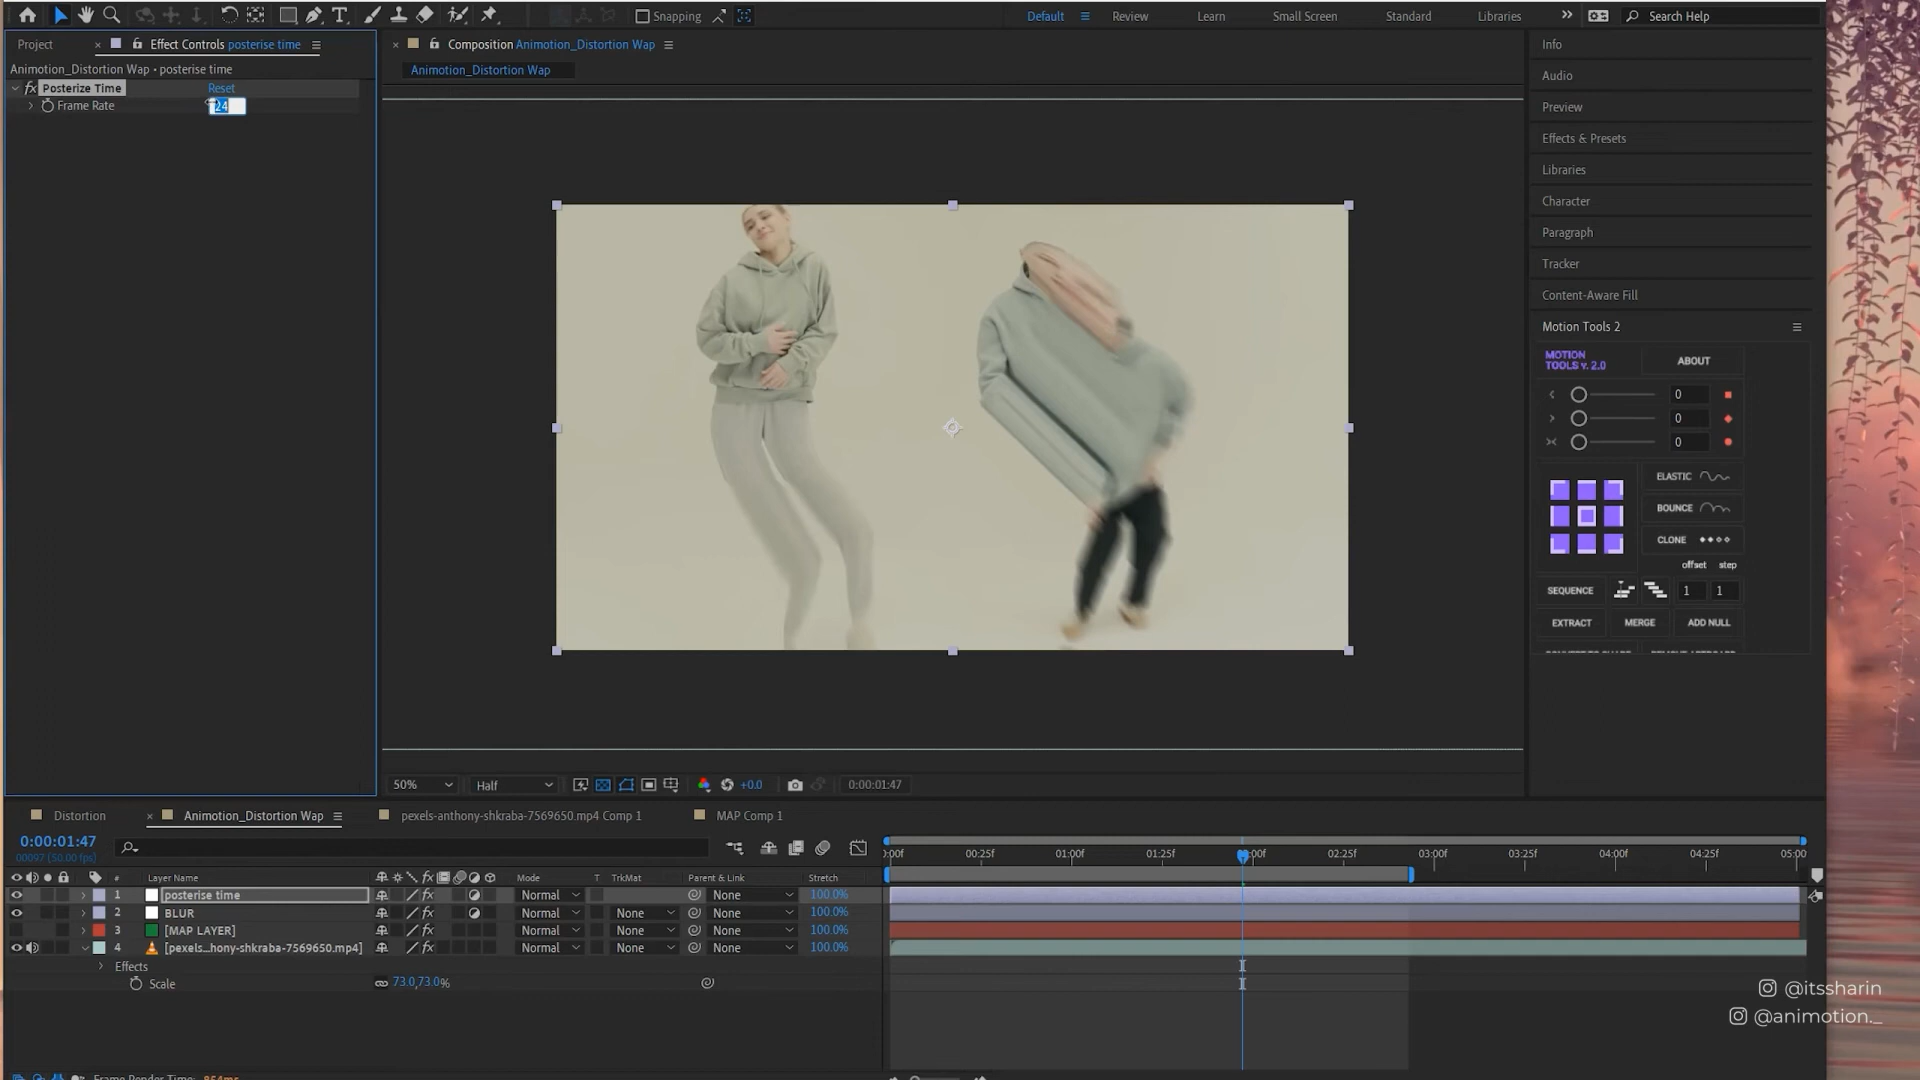 Snapping
Default
Review
Learn
Small Screen
Standard
Libraries
Search Help
Project
Effect Controls posterise time
Composition Animotion_Distortion Wap
Info
Animotion_Distortion Wap • posterise time
Animotion_Distortion Wap
Audio
fx Posterize Time
Reset
Frame Rate
24
Preview
Effects & Presets
Libraries
Character
Paragraph
Tracker
Content-Aware Fill
Motion Tools 2
MOTION
TOOLS v. 2.0
ABOUT
0
0
0
ELASTIC
BOUNCE
CLONE
offset step
SEQUENCE
1 1
EXTRACT
MERGE
ADD NULL
50%
Half
+0.0
0:00:01:47
Distortion
Animotion_Distortion Wap
pexels-anthony-shkraba-7569650.mp4 Comp 1
MAP Comp 1
0:00:01:47
00097 (50.00 fps)
:00f 00:25f 01:00f 01:25f 02:25f 03:00f 03:25f 04:00f 04:25f 05:00
# Layer Name fx Mode T TrkMat Parent & Link Stretch
1 posterise time fx Normal None 100.0%
2 BLUR fx Normal None None 100.0%
3 [MAP LAYER] fx Normal None None 100.0%
4 [pexels...hony-shkraba-7569650.mp4] fx Normal None None 100.0%
Effects
Scale 73.0,73.0%
@itssharin
@animotion._
Frame Render Time: 854ms